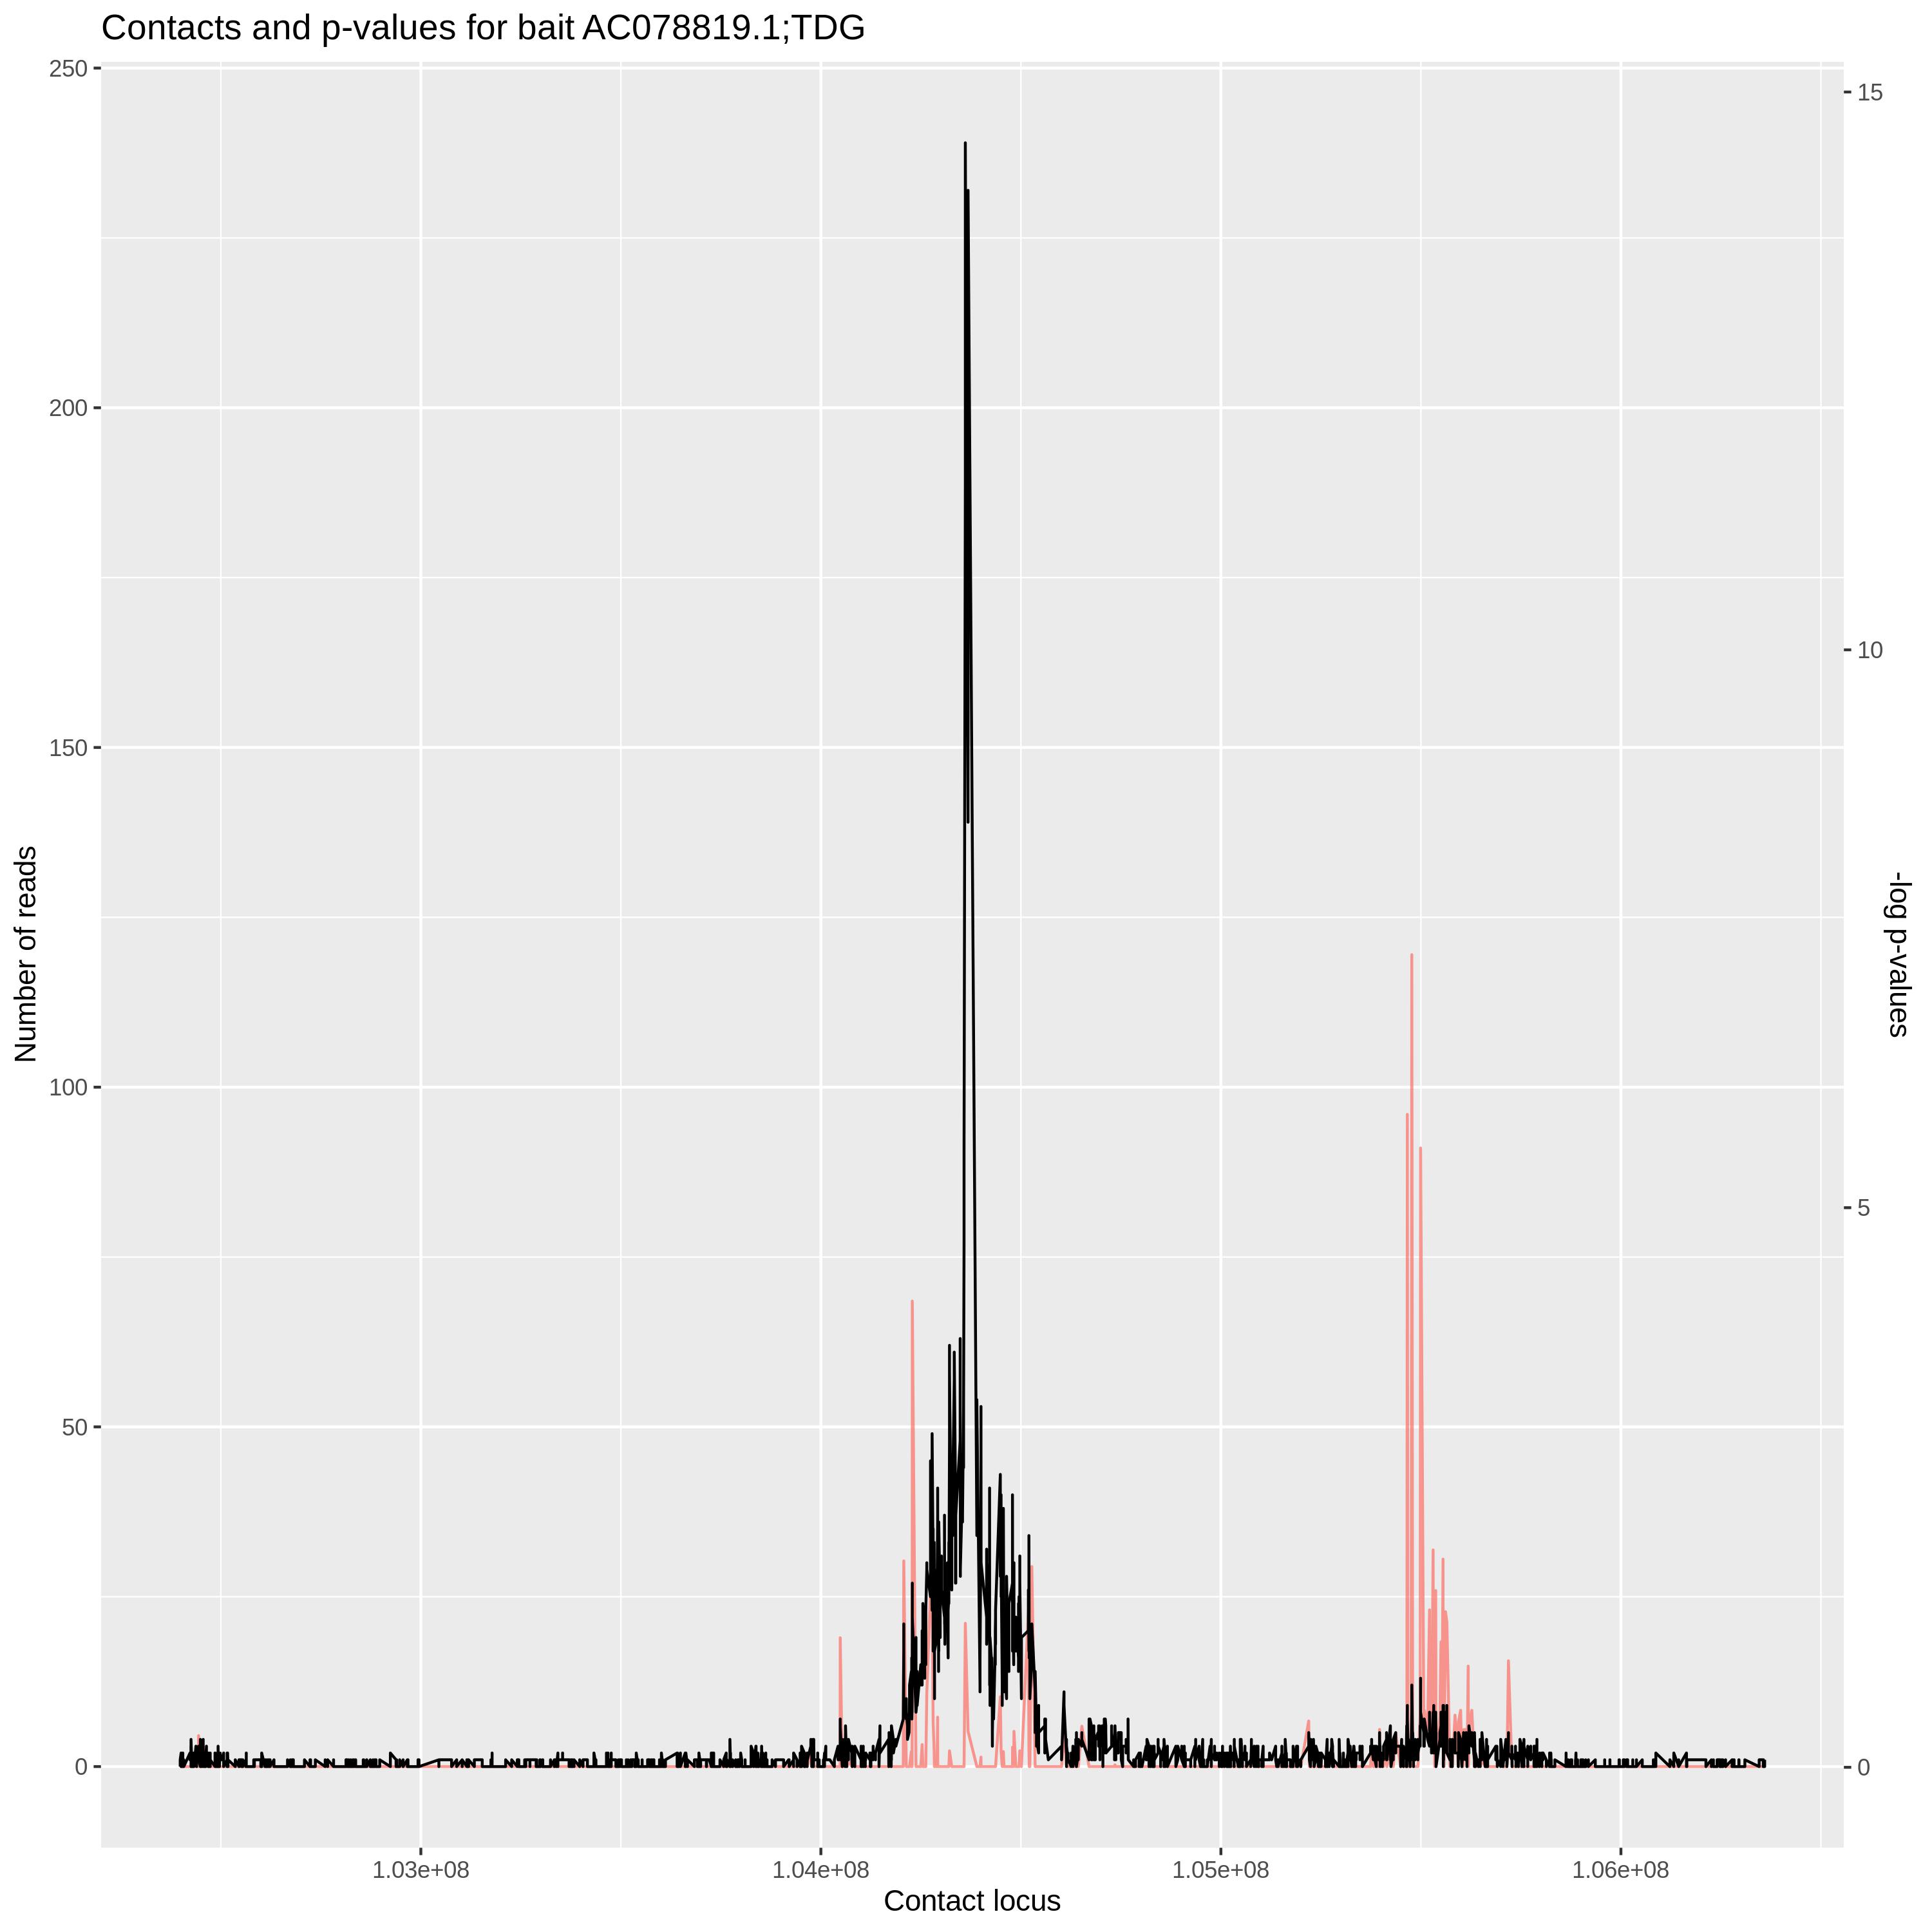 Contacts and p-values for bait AC078819.1;TDG
250
200
150
100
50
0
Number of reads
15
10
5
0
-log p-values
1.03e+08
1.04e+08
1.05e+08
1.06e+08
Contact locus